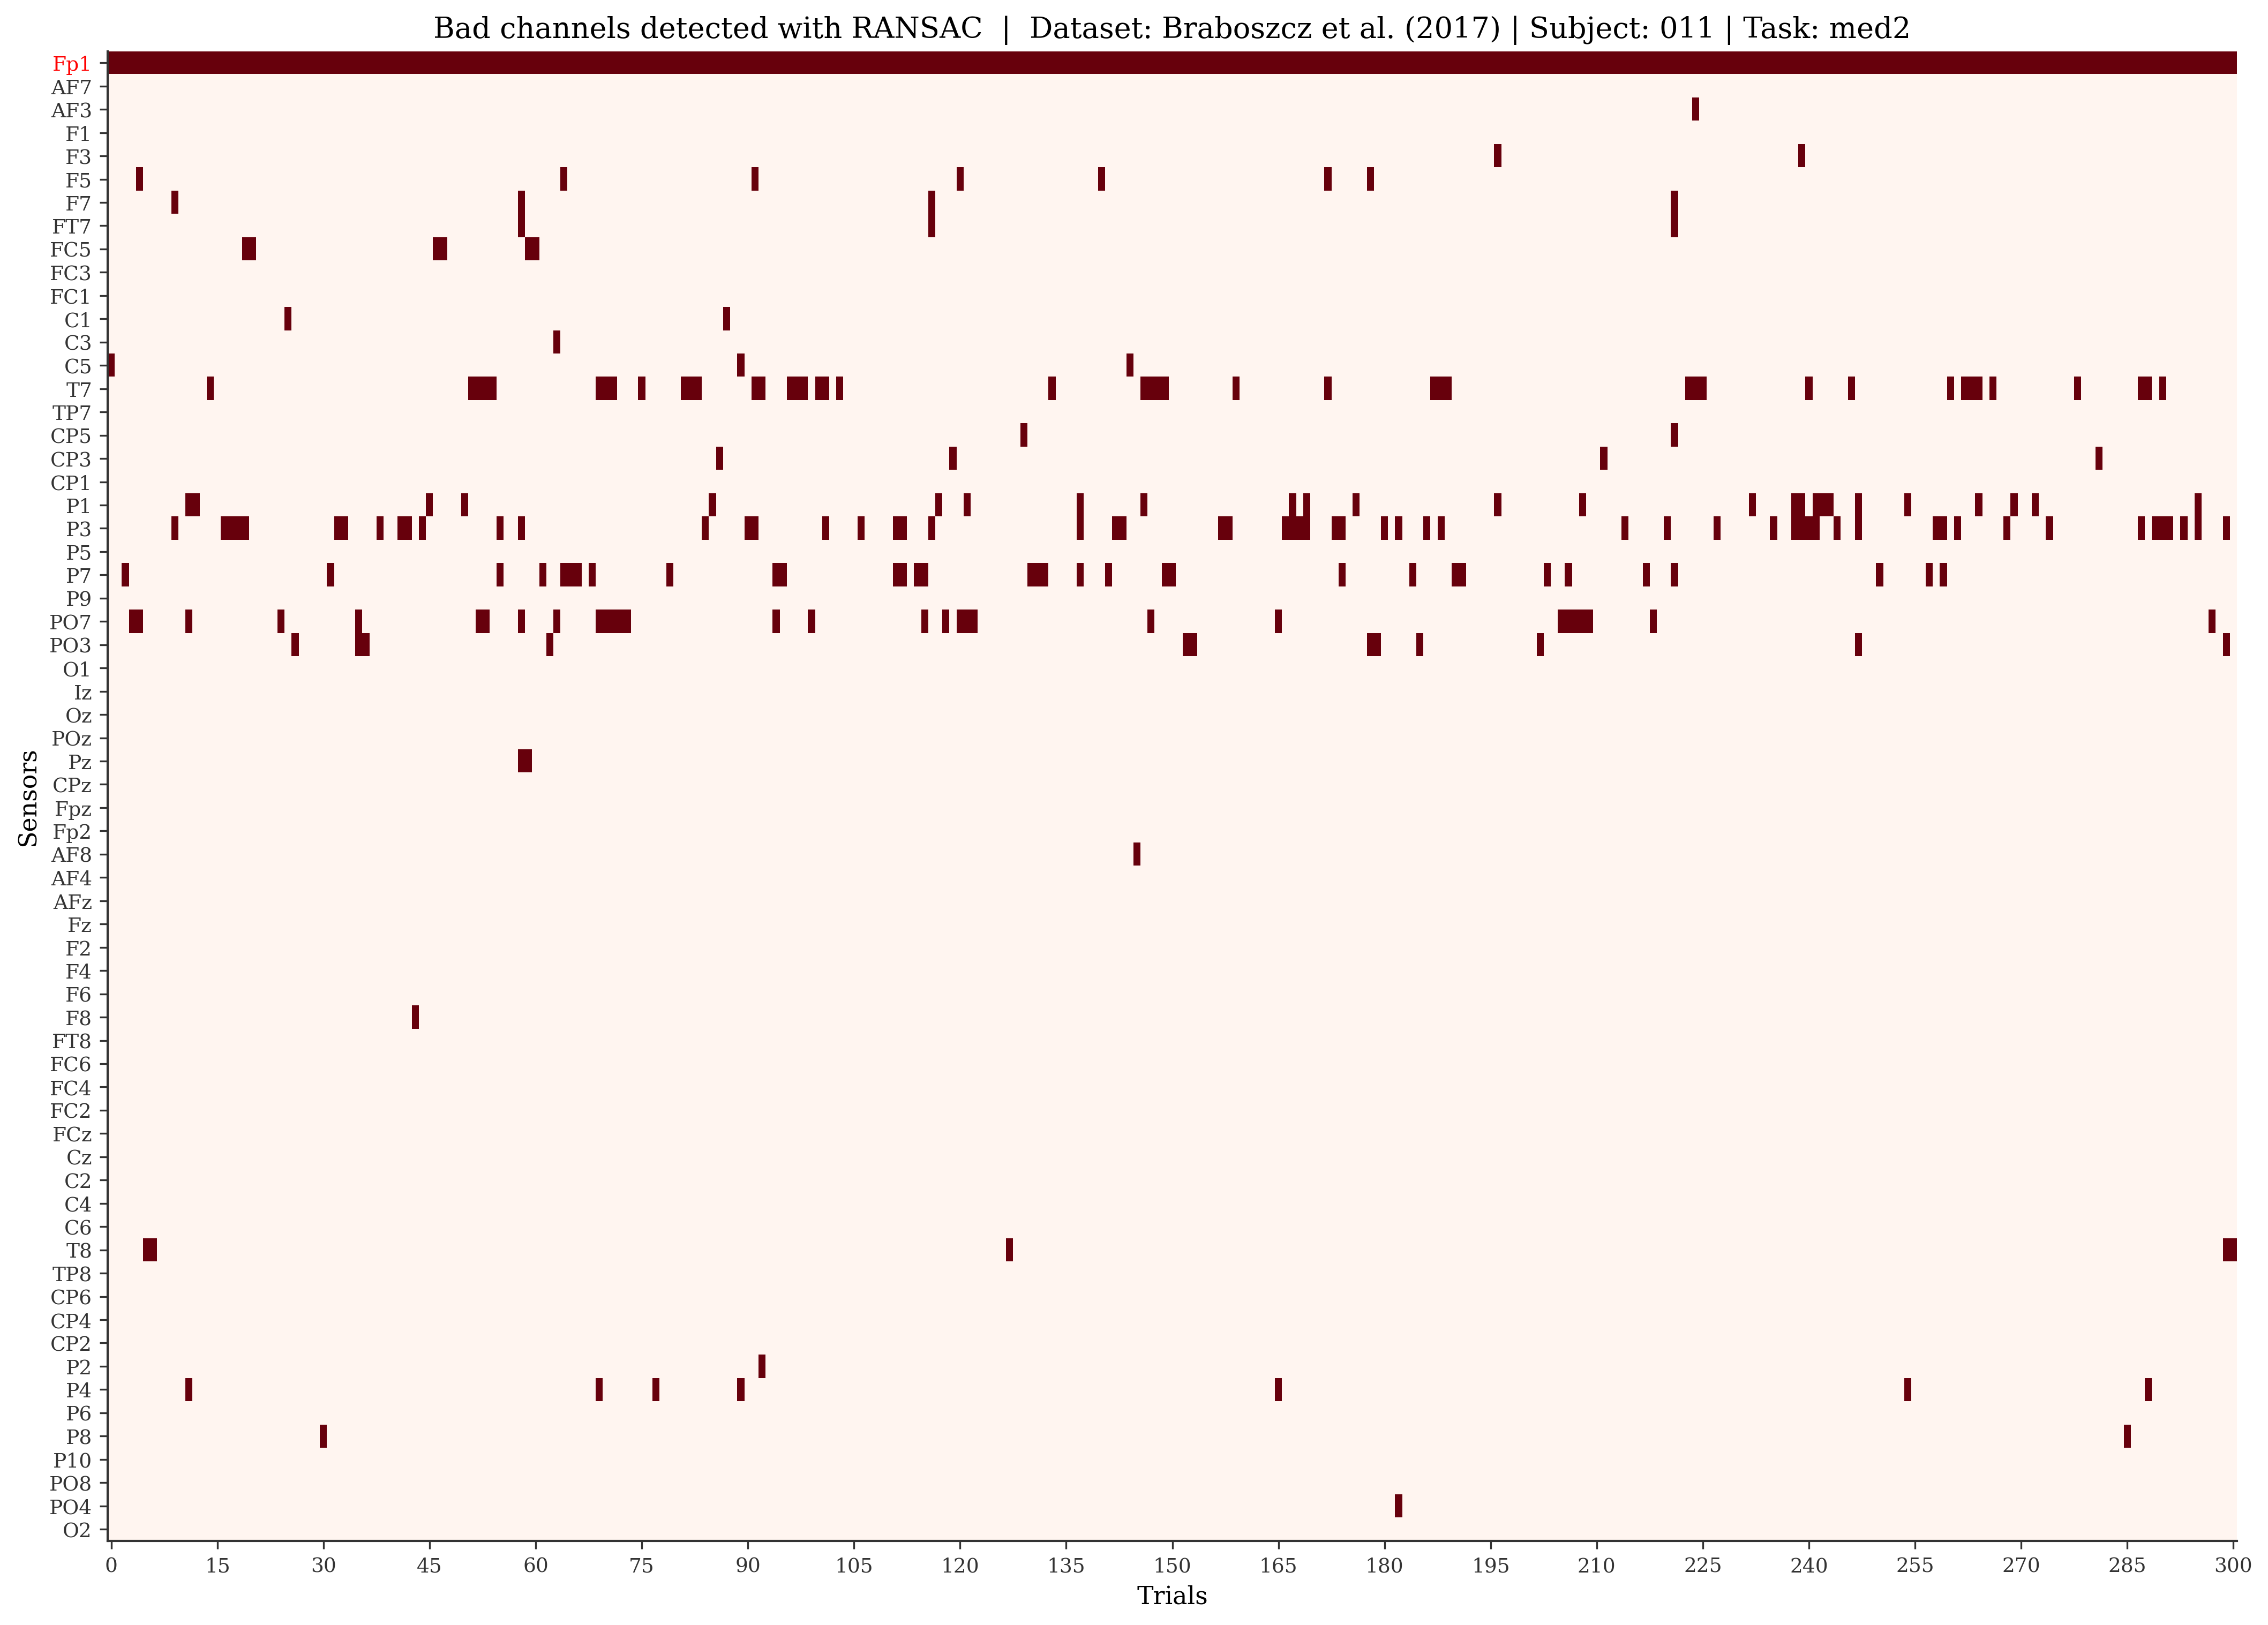 Bad channels detected with RANSAC | Dataset: Braboszcz et al. (2017) | Subject: 011 | Task: med2
Sensors
Fp1
AF7
AF3
F1
F3
F5
F7
FT7
FC5
FC3
FC1
C1
C3
C5
T7
TP7
CP5
CP3
CP1
P1
P3
P5
P7
P9
PO7
PO3
O1
Iz
Oz
POz
Pz
CPz
Fpz
Fp2
AF8
AF4
AFz
Fz
F2
F4
F6
F8
FT8
FC6
FC4
FC2
FCz
Cz
C2
C4
C6
T8
TP8
CP6
CP4
CP2
P2
P4
P6
P8
P10
PO8
PO4
O2
0 15 30 45 60 75 90 105 120 135 150 165 180 195 210 225 240 255 270 285 300
Trials